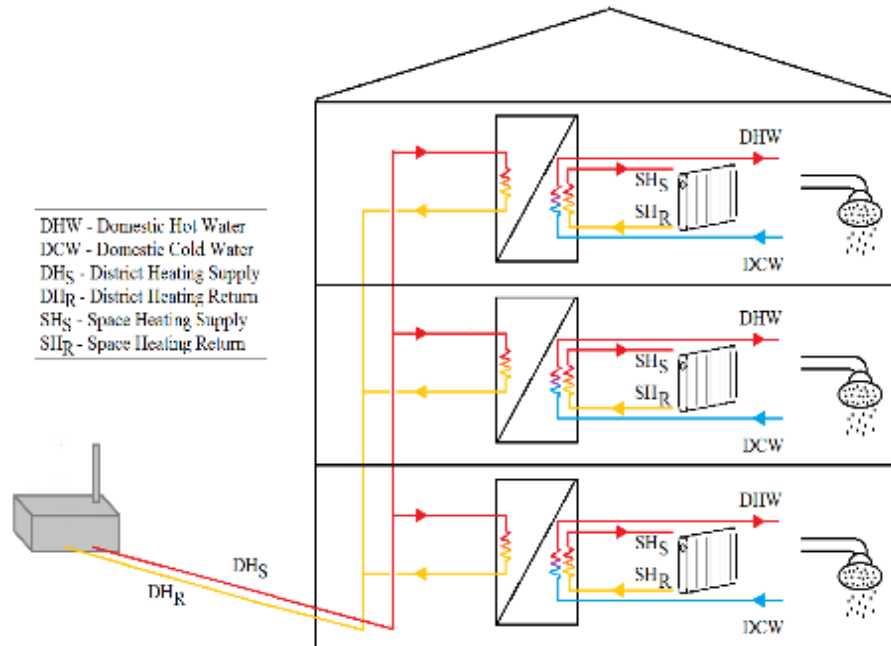 DHW
SHS
SHR
DCW
DHW - Domestic Hot Water
DCW - Domestic Cold Water
DHS - District Heating Supply
DHR - District Heating Return
SHS - Space Heating Supply
SHR - Space Heating Return
DHW
SHS
SHR
DCW
DHW
SHS
SHR
DCW
DHS
DHR